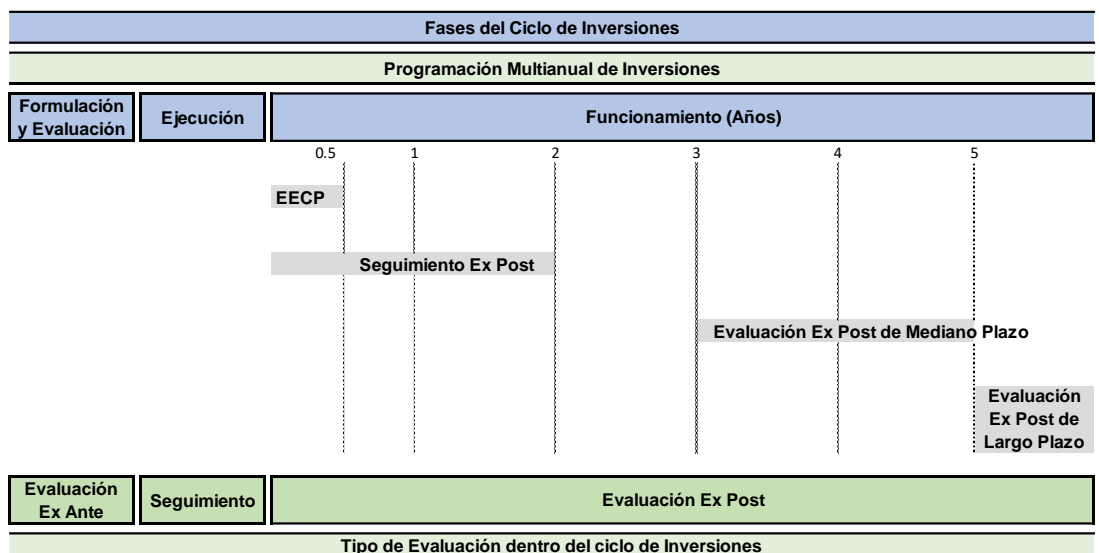 Fases del Ciclo de Inversiones
Programación Multianual de Inversiones
Formulación
y Evaluación
Ejecución
Funcionamiento (Años)
0.5
1
2
3
4
5
EECP
Seguimiento Ex Post
Evaluación Ex Post de Mediano Plazo
Evaluación
Ex Post de
Largo Plazo
Evaluación
Ex Ante
Seguimiento
Evaluación Ex Post
Tipo de Evaluación dentro del ciclo de Inversiones